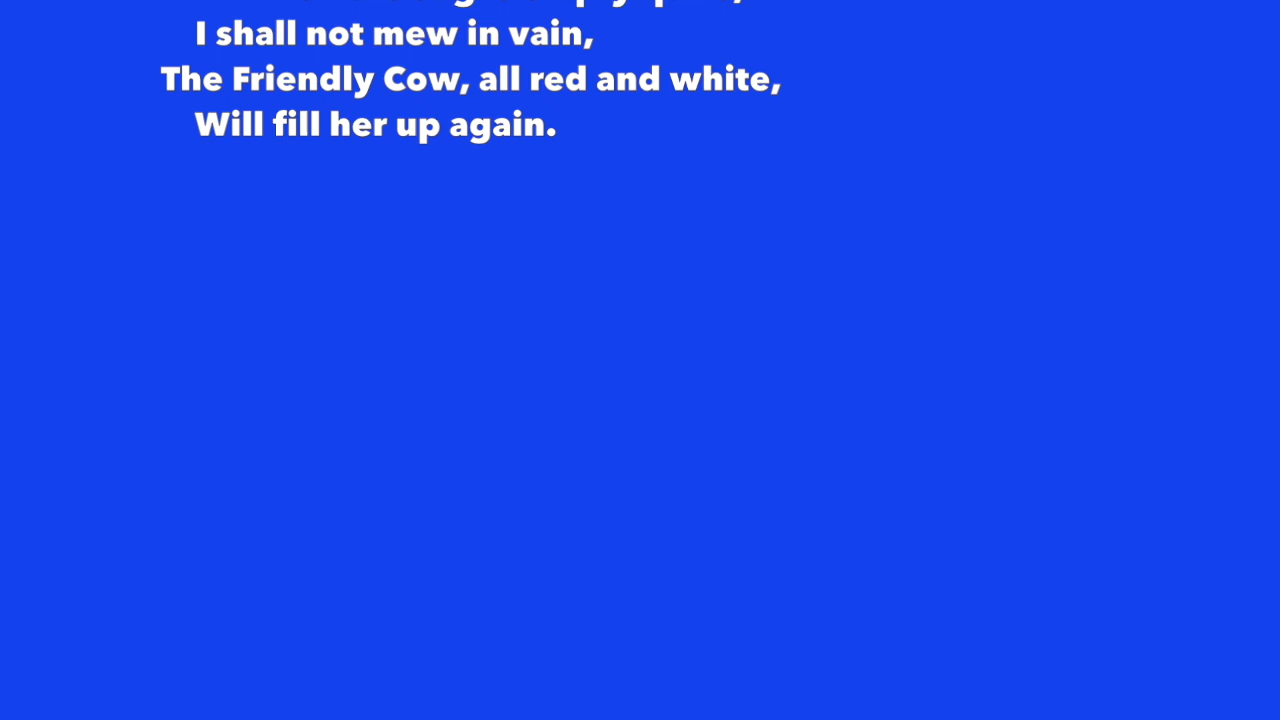 I shall not mew in vain,
The Friendly Cow, all red and white,
Will fill her up again.